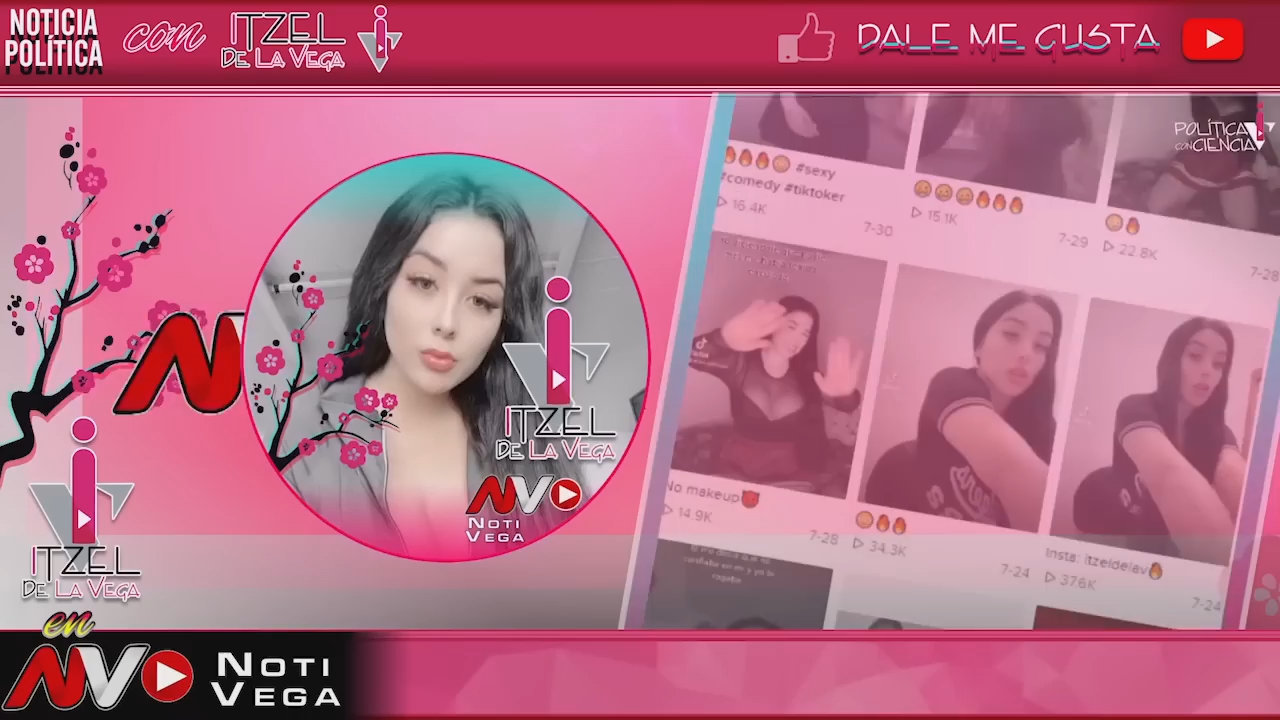 NOTICIA
POLÍTICA
con
ITZEL
DE LA VEGA
DALE ME GUSTA
POLÍTICA
CON CIENCIA
#sexy
#comedy #tiktoker
16.4K
7-30
15.1K
7-29
22.8K
7-28
No makeup
14.9K
7-28
34.3K
7-24
Insta: itzeldelav
37.6K
7-24
ITZEL
DE LA VEGA
NV
NOTI
VEGA
ITZEL
DE LA VEGA
en
NV
NOTI
VEGA